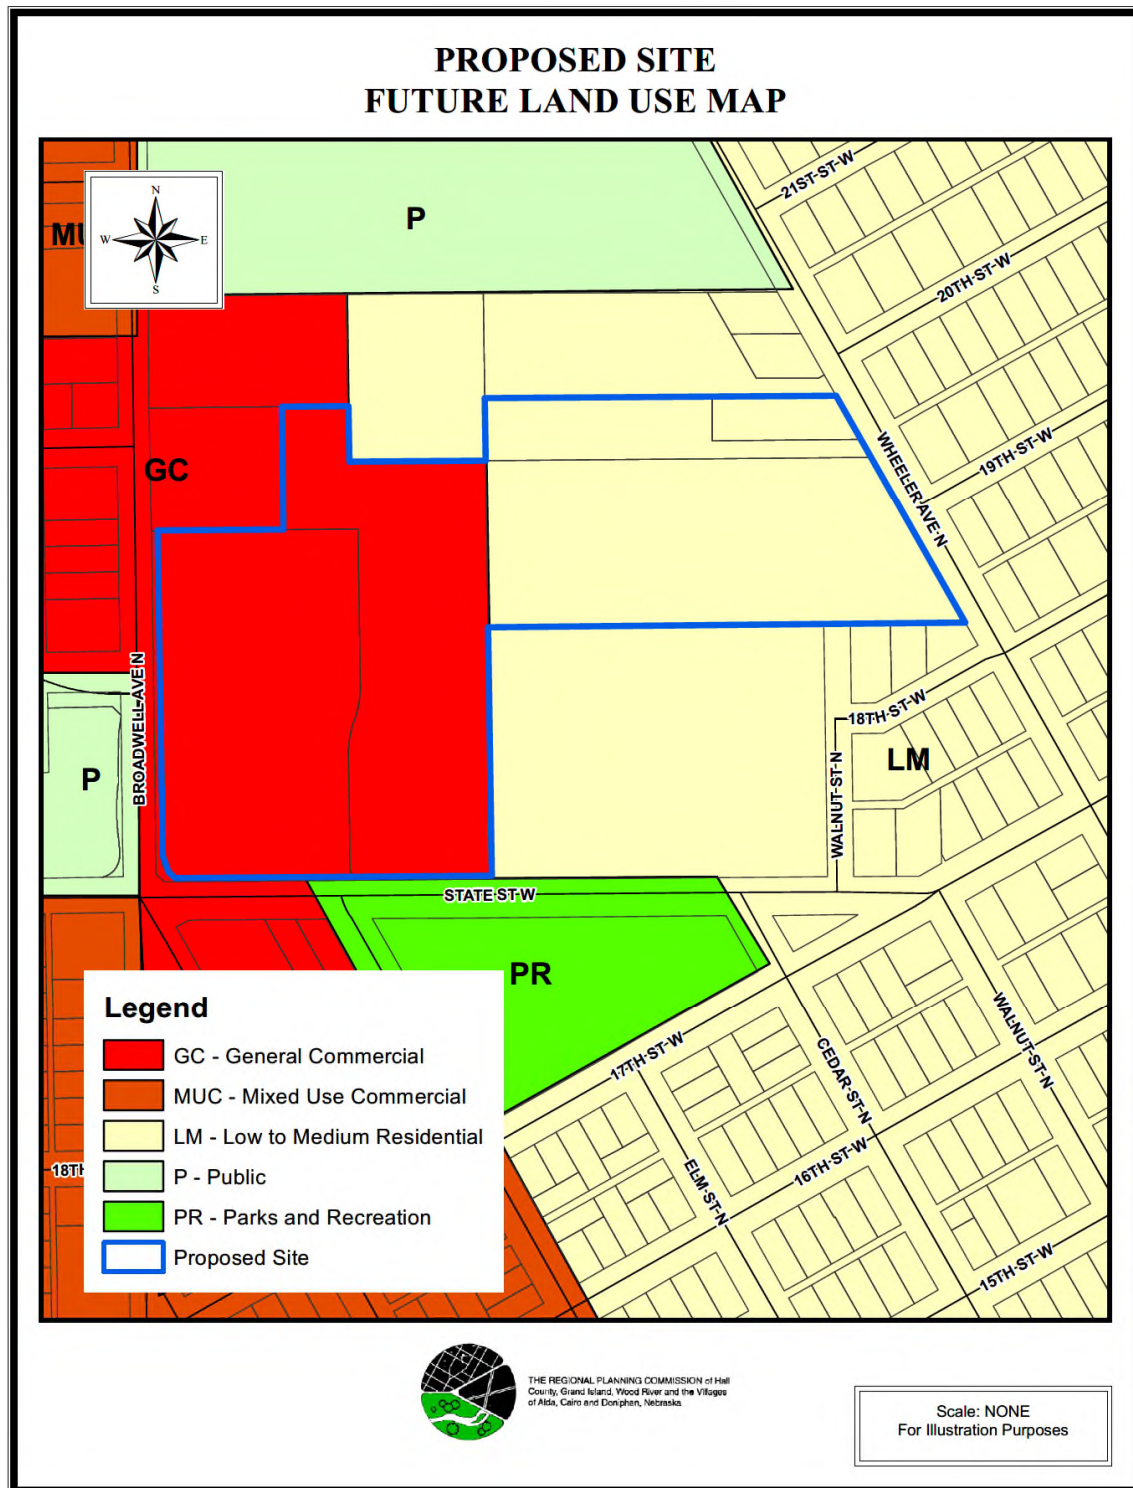 PROPOSED SITE
FUTURE LAND USE MAP
N
W
E
S
MU
P
21ST ST W
20TH ST W
19TH ST W
WHEELER AVE N
GC
BROADWELL AVE N
P
18TH ST W
LM
WALNUT ST N
STATE ST W
PR
17TH ST W
CEDAR ST N
WALNUT ST N
ELM ST N
16TH ST W
15TH ST W
18TH
Legend
GC - General Commercial
MUC - Mixed Use Commercial
LM - Low to Medium Residential
P - Public
PR - Parks and Recreation
Proposed Site
THE REGIONAL PLANNING COMMISSION of Hall
County, Grand Island, Wood River and the Villages
of Alda, Cairo and Doniphan, Nebraska
Scale: NONE
For Illustration Purposes